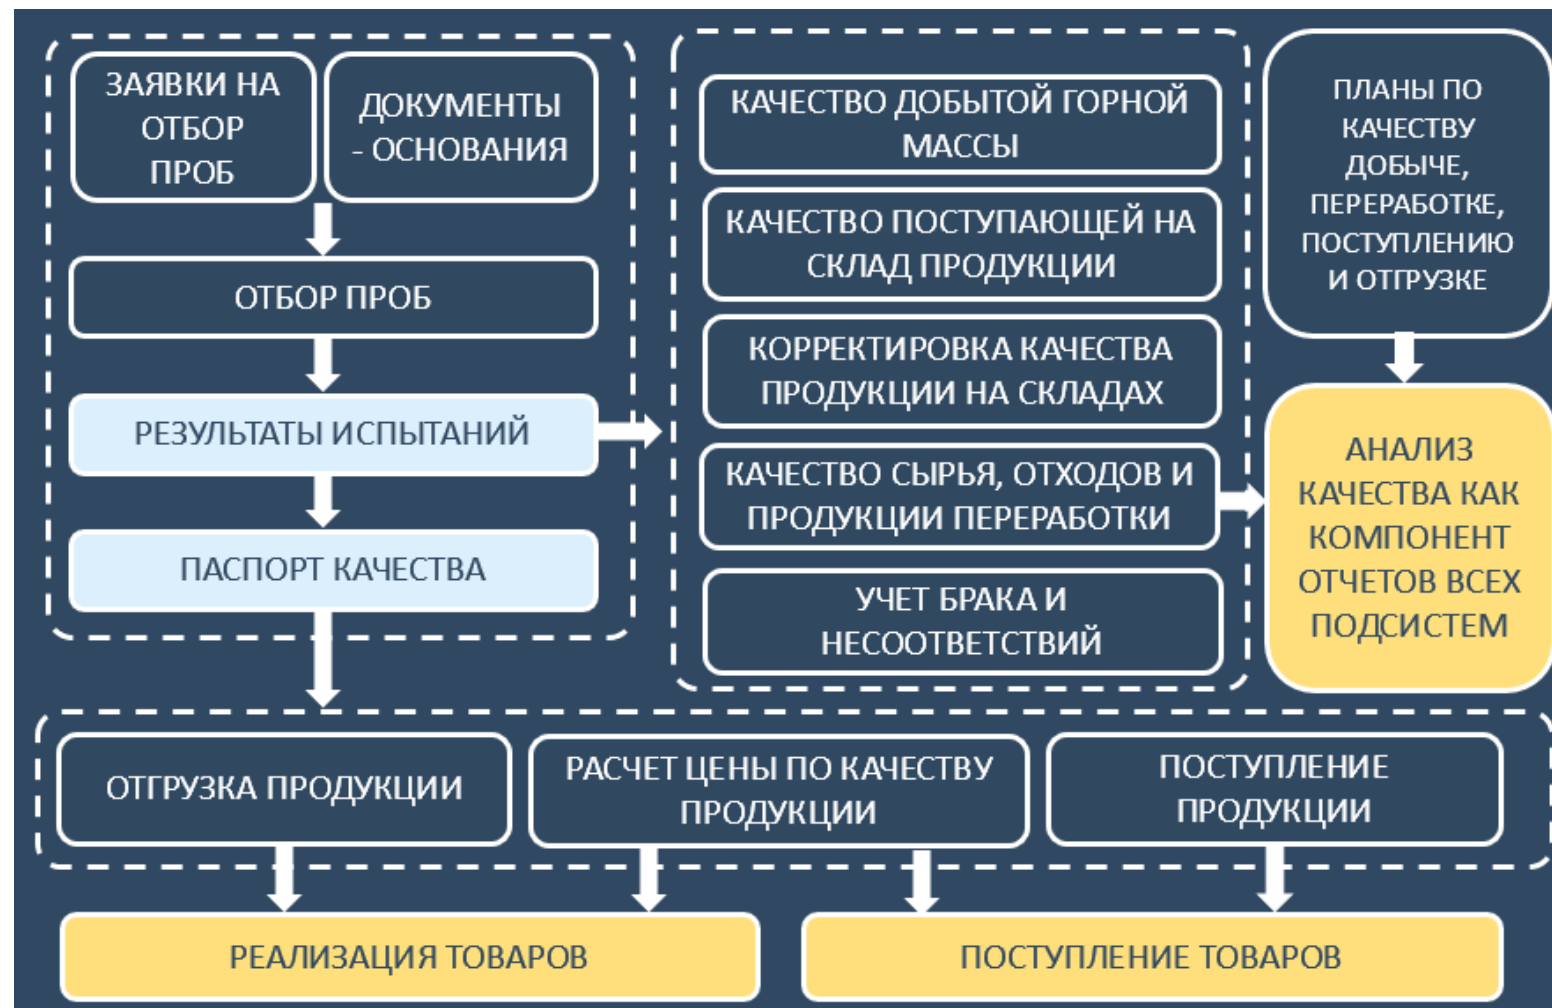 ЗАЯВКИ НА
ОТБОР
ПРОБ
ДОКУМЕНТЫ
- ОСНОВАНИЯ
ОТБОР ПРОБ
РЕЗУЛЬТАТЫ ИСПЫТАНИЙ
ПАСПОРТ КАЧЕСТВА
КАЧЕСТВО ДОБЫТОЙ ГОРНОЙ
МАССЫ
КАЧЕСТВО ПОСТУПАЮЩЕЙ НА
СКЛАД ПРОДУКЦИИ
КОРРЕКТИРОВКА КАЧЕСТВА
ПРОДУКЦИИ НА СКЛАДАХ
КАЧЕСТВО СЫРЬЯ, ОТХОДОВ И
ПРОДУКЦИИ ПЕРЕРАБОТКИ
УЧЕТ БРАКА И
НЕСООТВЕТСТВИЙ
ПЛАНЫ ПО
КАЧЕСТВУ
ДОБЫЧЕ,
ПЕРЕРАБОТКЕ,
ПОСТУПЛЕНИЮ
И ОТГРУЗКЕ
АНАЛИЗ
КАЧЕСТВА КАК
КОМПОНЕНТ
ОТЧЕТОВ ВСЕХ
ПОДСИСТЕМ
ОТГРУЗКА ПРОДУКЦИИ
РАСЧЕТ ЦЕНЫ ПО КАЧЕСТВУ
ПРОДУКЦИИ
ПОСТУПЛЕНИЕ
ПРОДУКЦИИ
РЕАЛИЗАЦИЯ ТОВАРОВ
ПОСТУПЛЕНИЕ ТОВАРОВ